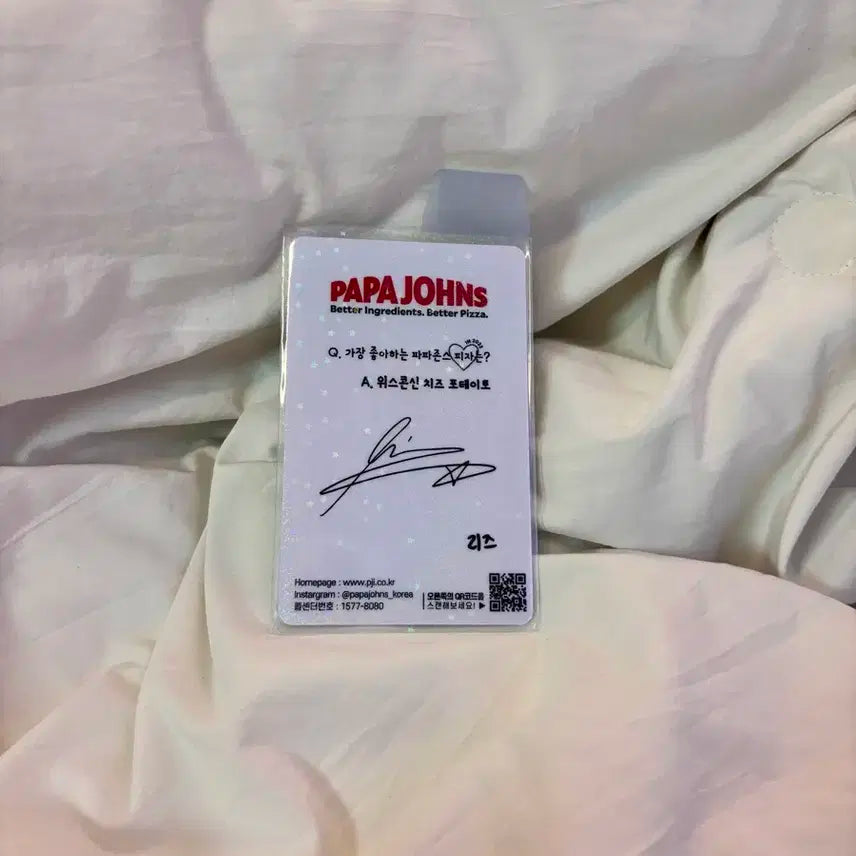 PAPA JOHNS
Better Ingredients. Better Pizza.
Q. 가장 좋아하는 파파존스 피자는?
A. 위스콘신 치즈 포테이토
리즈
Homepage : www.pji.co.kr
Instargram : @papajohns_korea
콜센터번호 : 1577-8080
오른쪽의 QR코드를
스캔해보세요! ▶